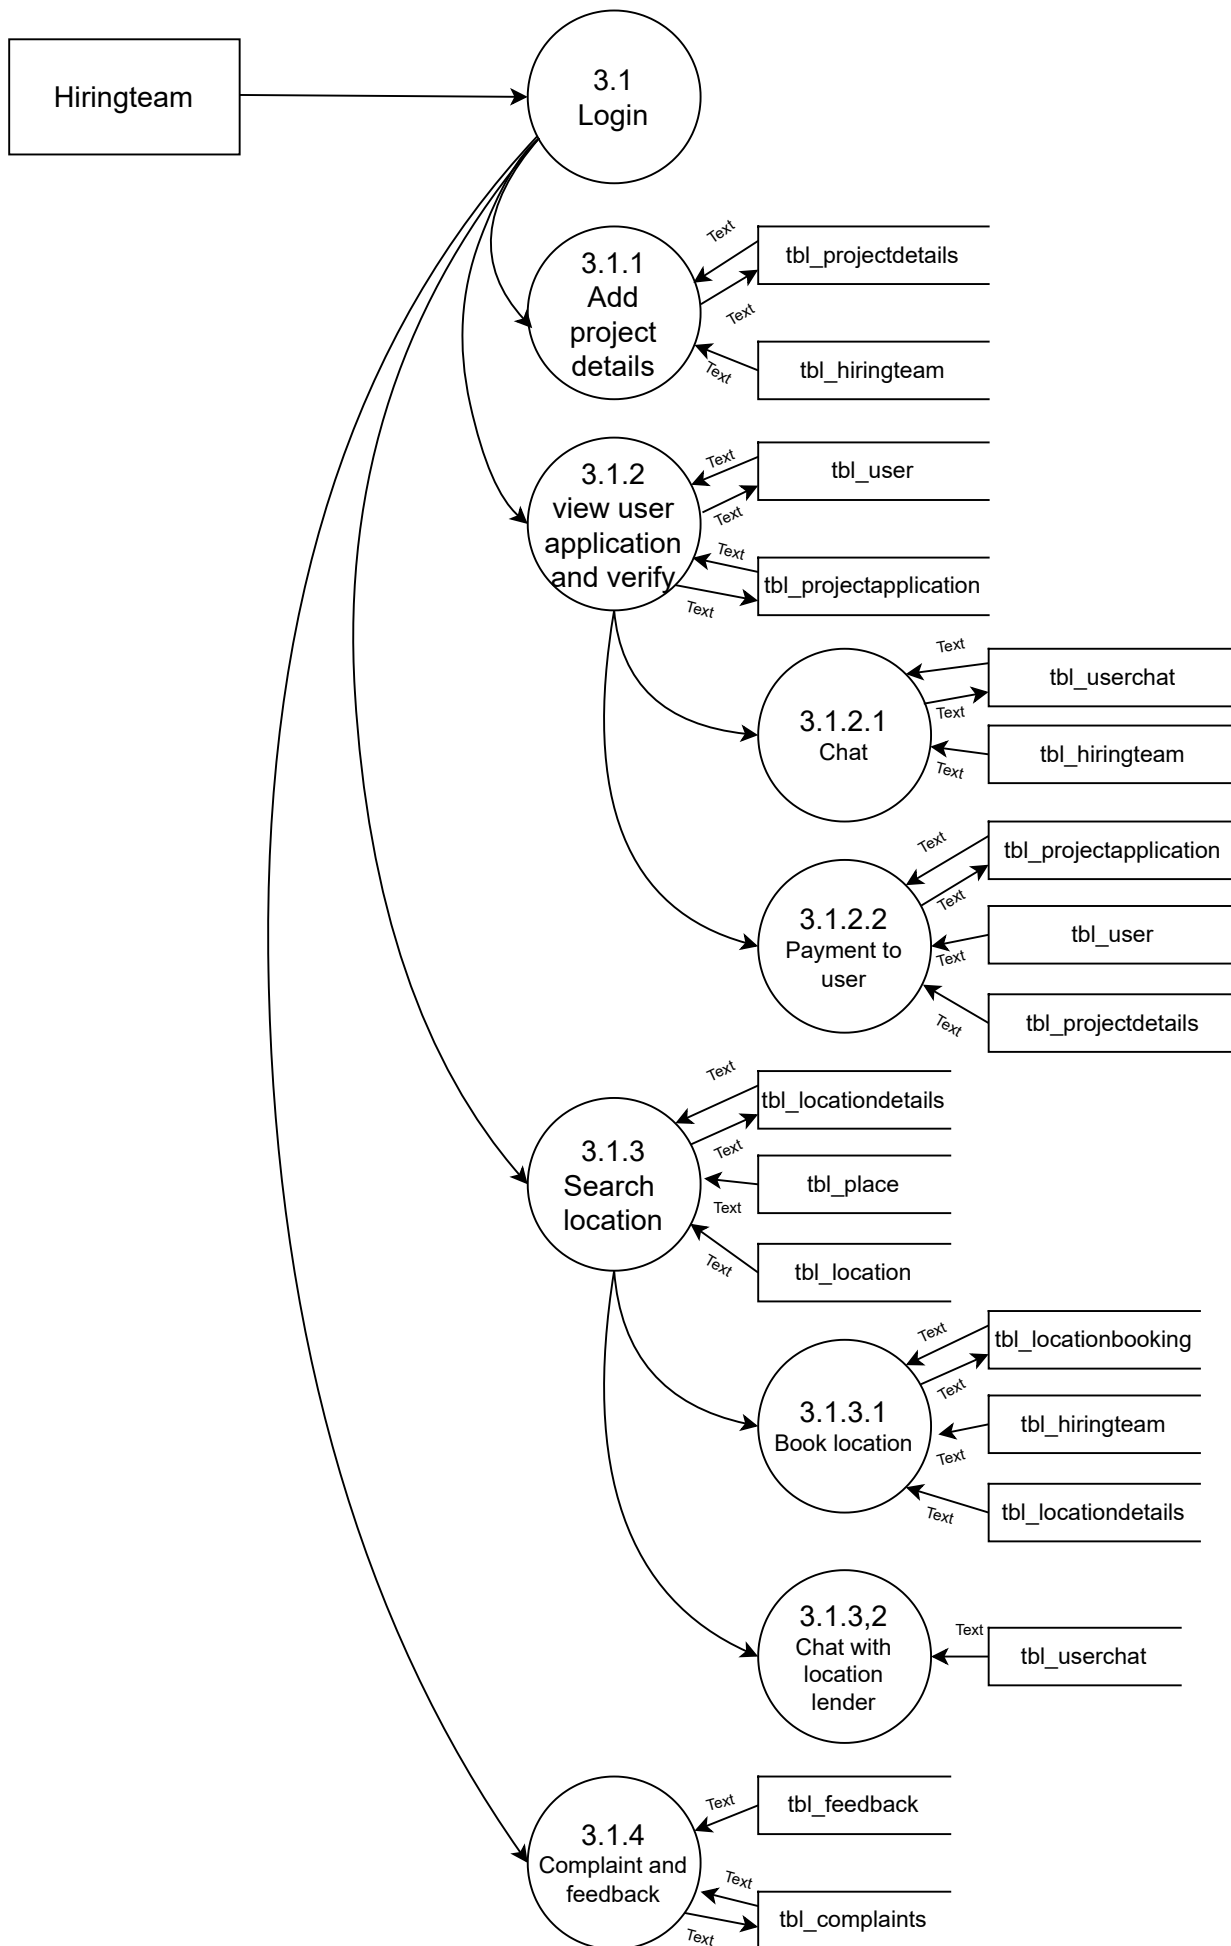 Hiringteam
3.1
Login
Text
tbl_projectdetails
3.1.1
Add
project
details
Text
tbl_hiringteam
Text
3.1.2
view user
application
and verify
Text
tbl_user
Text
Text
tbl_projectapplication
Text
3.1.2.1
Chat
Text
tbl_userchat
Text
tbl_hiringteam
Text
3.1.2.2
Payment to
user
Text
tbl_projectapplication
Text
tbl_user
Text
tbl_projectdetails
Text
3.1.3
Search
location
Text
tbl_locationdetails
Text
tbl_place
Text
tbl_location
Text
3.1.3.1
Book location
Text
tbl_locationbooking
Text
tbl_hiringteam
Text
tbl_locationdetails
Text
3.1.3,2
Chat with
location
lender
Text
tbl_userchat
3.1.4
Complaint and
feedback
Text
tbl_feedback
Text
tbl_complaints
Text